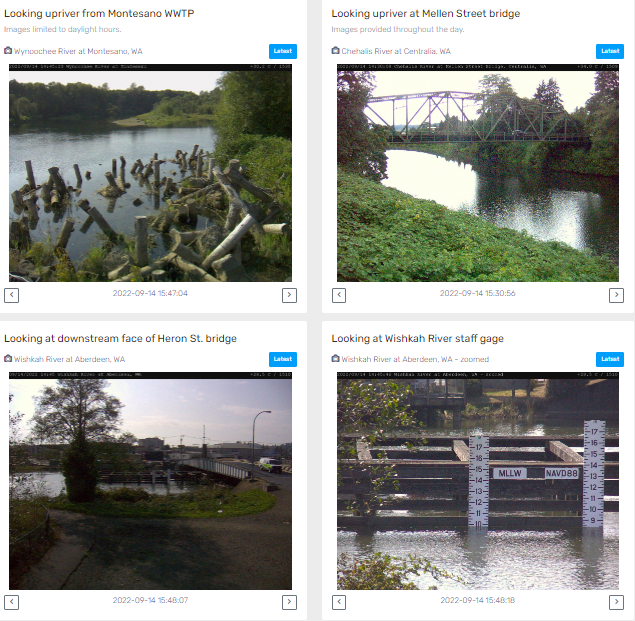 Looking upriver from Montesano WWTP
Images limited to daylight hours.
Wynoochee River at Montesano, WA
Latest
2022-09-14 15:47:04
Looking upriver at Mellen Street bridge
Images provided throughout the day.
Chehalis River at Centralia, WA
Latest
2022-09-14 15:30:56
Looking at downstream face of Heron St. bridge
Wishkah River at Aberdeen, WA
Latest
2022-09-14 15:48:07
Looking at Wishkah River staff gage
Wishkah River at Aberdeen, WA - zoomed
Latest
17
16
15
14
13
12
11
10
MLLW
NAVD88
17
16
15
14
13
12
11
10
9
2022-09-14 15:48:18